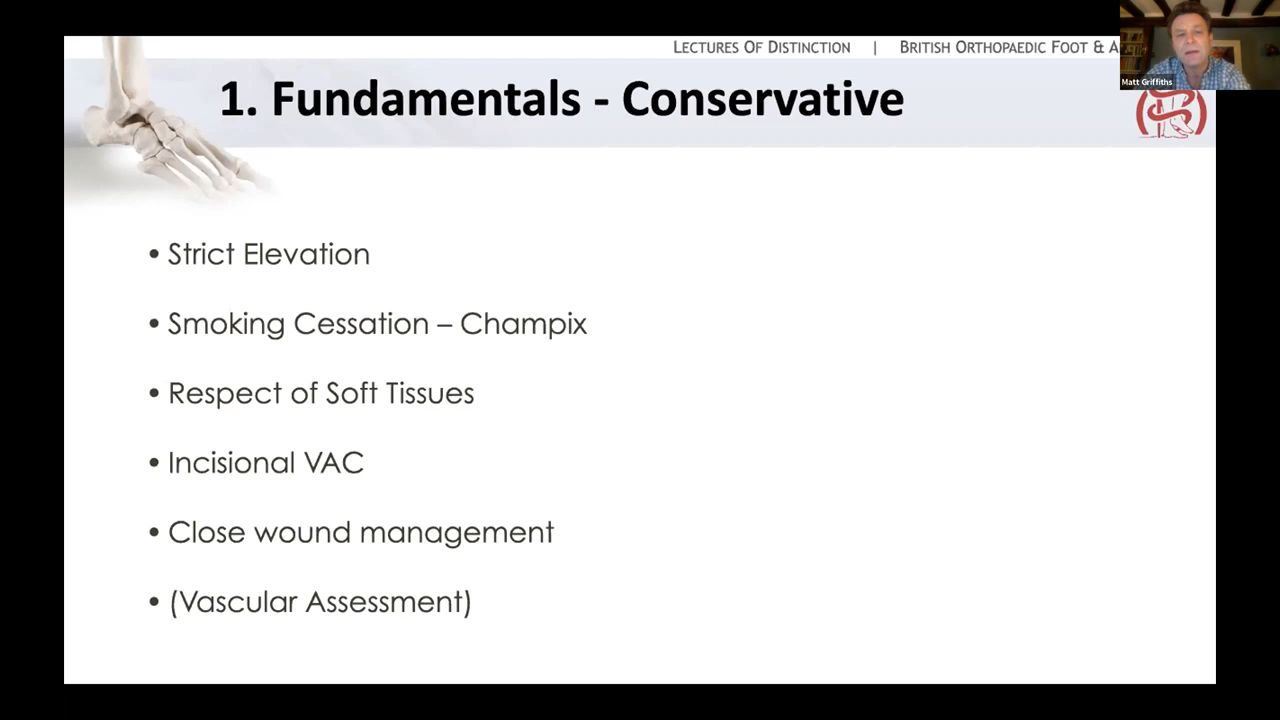 LECTURES OF DISTINCTION | BRITISH ORTHOPAEDIC FOOT & A
Matt Griffiths
1. Fundamentals - Conservative
• Strict Elevation
• Smoking Cessation – Champix
• Respect of Soft Tissues
• Incisional VAC
• Close wound management
• (Vascular Assessment)